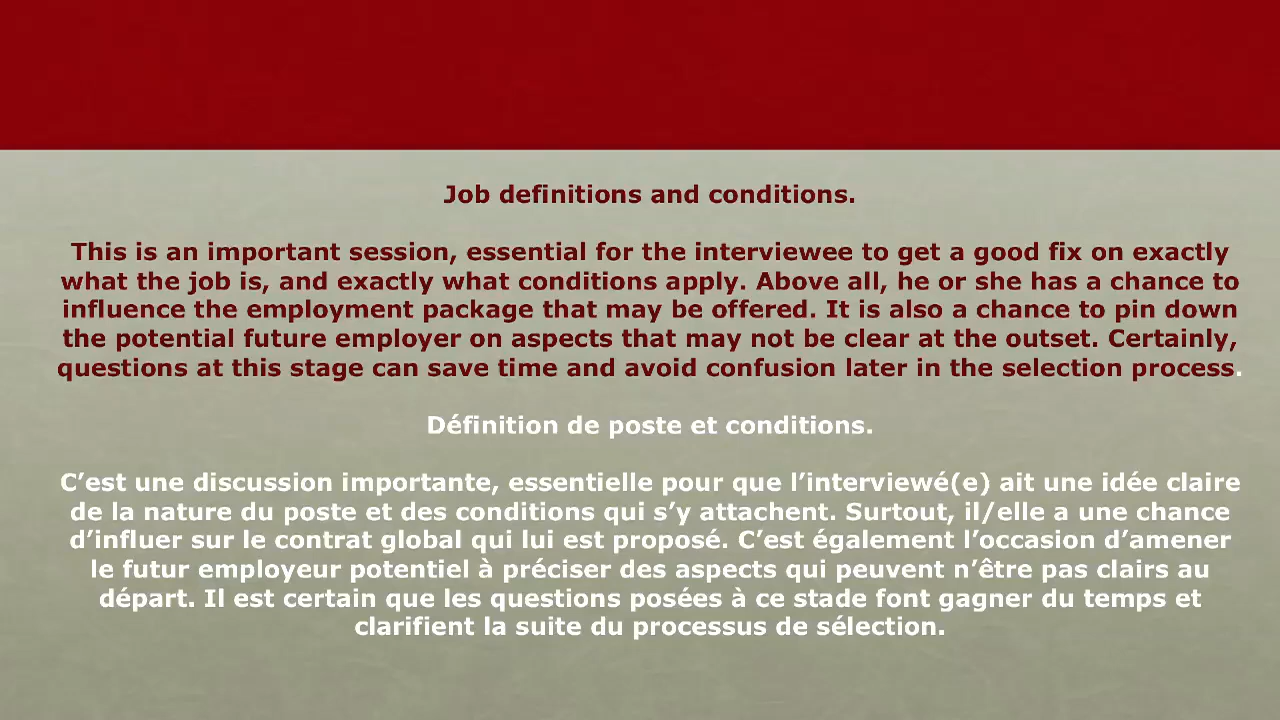 Job definitions and conditions.
This is an important session, essential for the interviewee to get a good fix on exactly
what the job is, and exactly what conditions apply. Above all, he or she has a chance to
influence the employment package that may be offered. It is also a chance to pin down
the potential future employer on aspects that may not be clear at the outset. Certainly,
questions at this stage can save time and avoid confusion later in the selection process.
Définition de poste et conditions.
C’est une discussion importante, essentielle pour que l’interviewé(e) ait une idée claire
de la nature du poste et des conditions qui s’y attachent. Surtout, il/elle a une chance
d’influer sur le contrat global qui lui est proposé. C’est également l’occasion d’amener
le futur employeur potentiel à préciser des aspects qui peuvent n’être pas clairs au
départ. Il est certain que les questions posées à ce stade font gagner du temps et
clarifient la suite du processus de sélection.